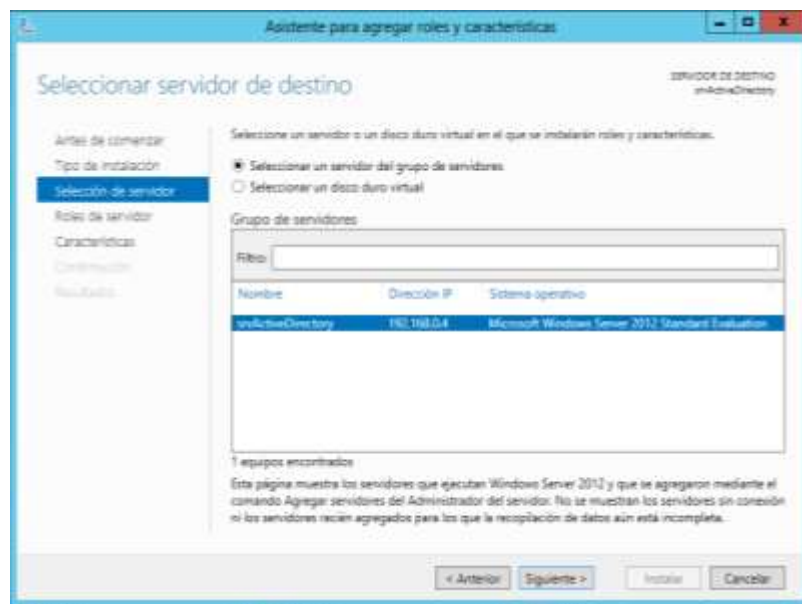 Asistente para agregar roles y características
Seleccionar servidor de destino
SERVIDOR DE DESTINO
srvActiveDirectory
Antes de comenzar
Tipo de instalación
Selección de servidor
Roles de servidor
Características
Confirmación
Resultados
Seleccione un servidor o un disco duro virtual en el que se instalarán roles y características.
Seleccionar un servidor del grupo de servidores
Seleccionar un disco duro virtual
Grupo de servidores
Filtro:
Nombre Dirección IP Sistema operativo
srvActiveDirectory 192.168.0.4 Microsoft Windows Server 2012 Standard Evaluation
1 equipos encontrados
Esta página muestra los servidores que ejecutan Windows Server 2012 y que se agregaron mediante el
comando Agregar servidores del Administrador del servidor. No se muestran los servidores sin conexión
ni los servidores recién agregados para los que la recopilación de datos aún está incompleta.
< Anterior Siguiente > Instalar Cancelar